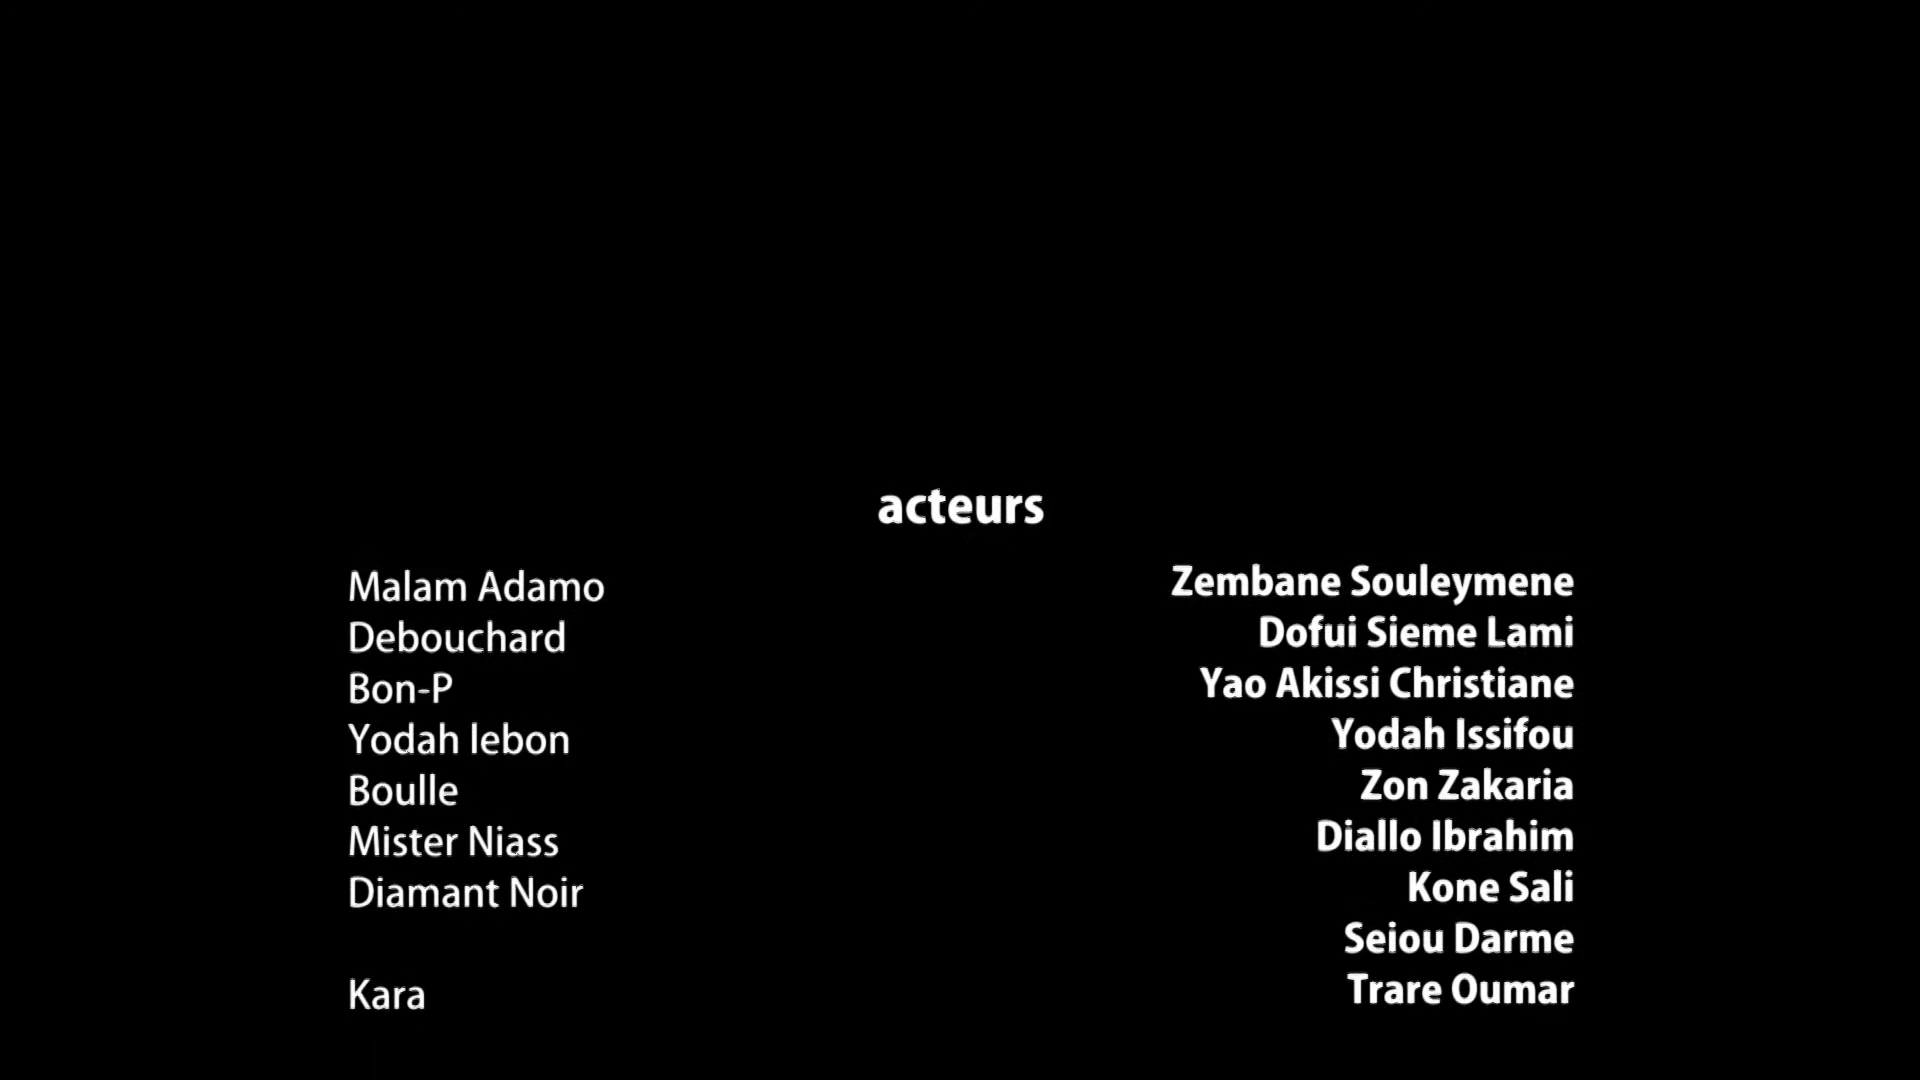 acteurs
Malam Adamo Zembane Souleymene
Debouchard Dofui Sieme Lami
Bon-P Yao Akissi Christiane
Yodah lebon Yodah Issifou
Boulle Zon Zakaria
Mister Niass Diallo Ibrahim
Diamant Noir Kone Sali
Seiou Darme
Kara Trare Oumar